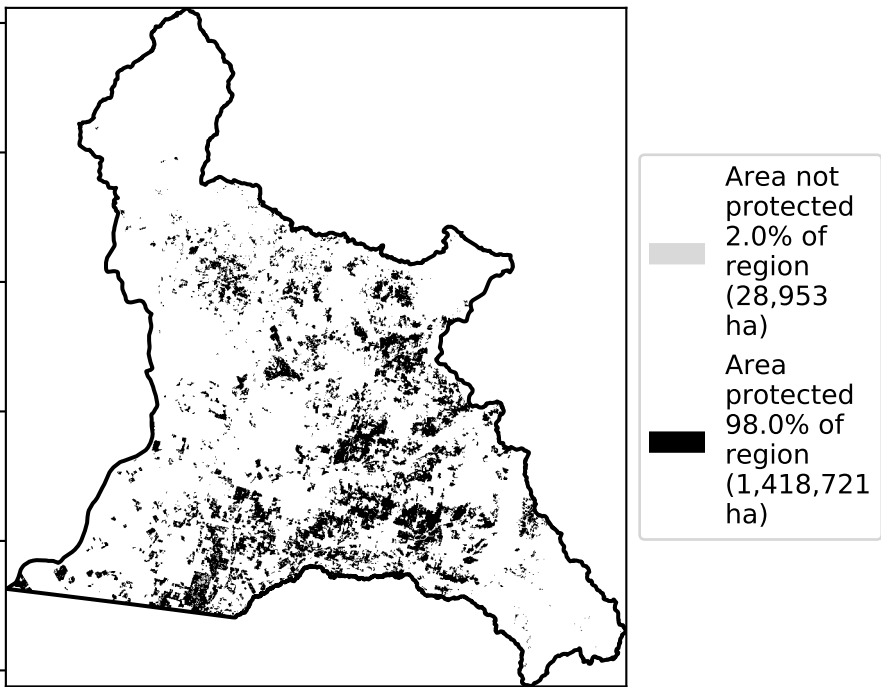 Area not
protected
2.0% of
region
(28,953
ha)
Area
protected
98.0% of
region
(1,418,721
ha)